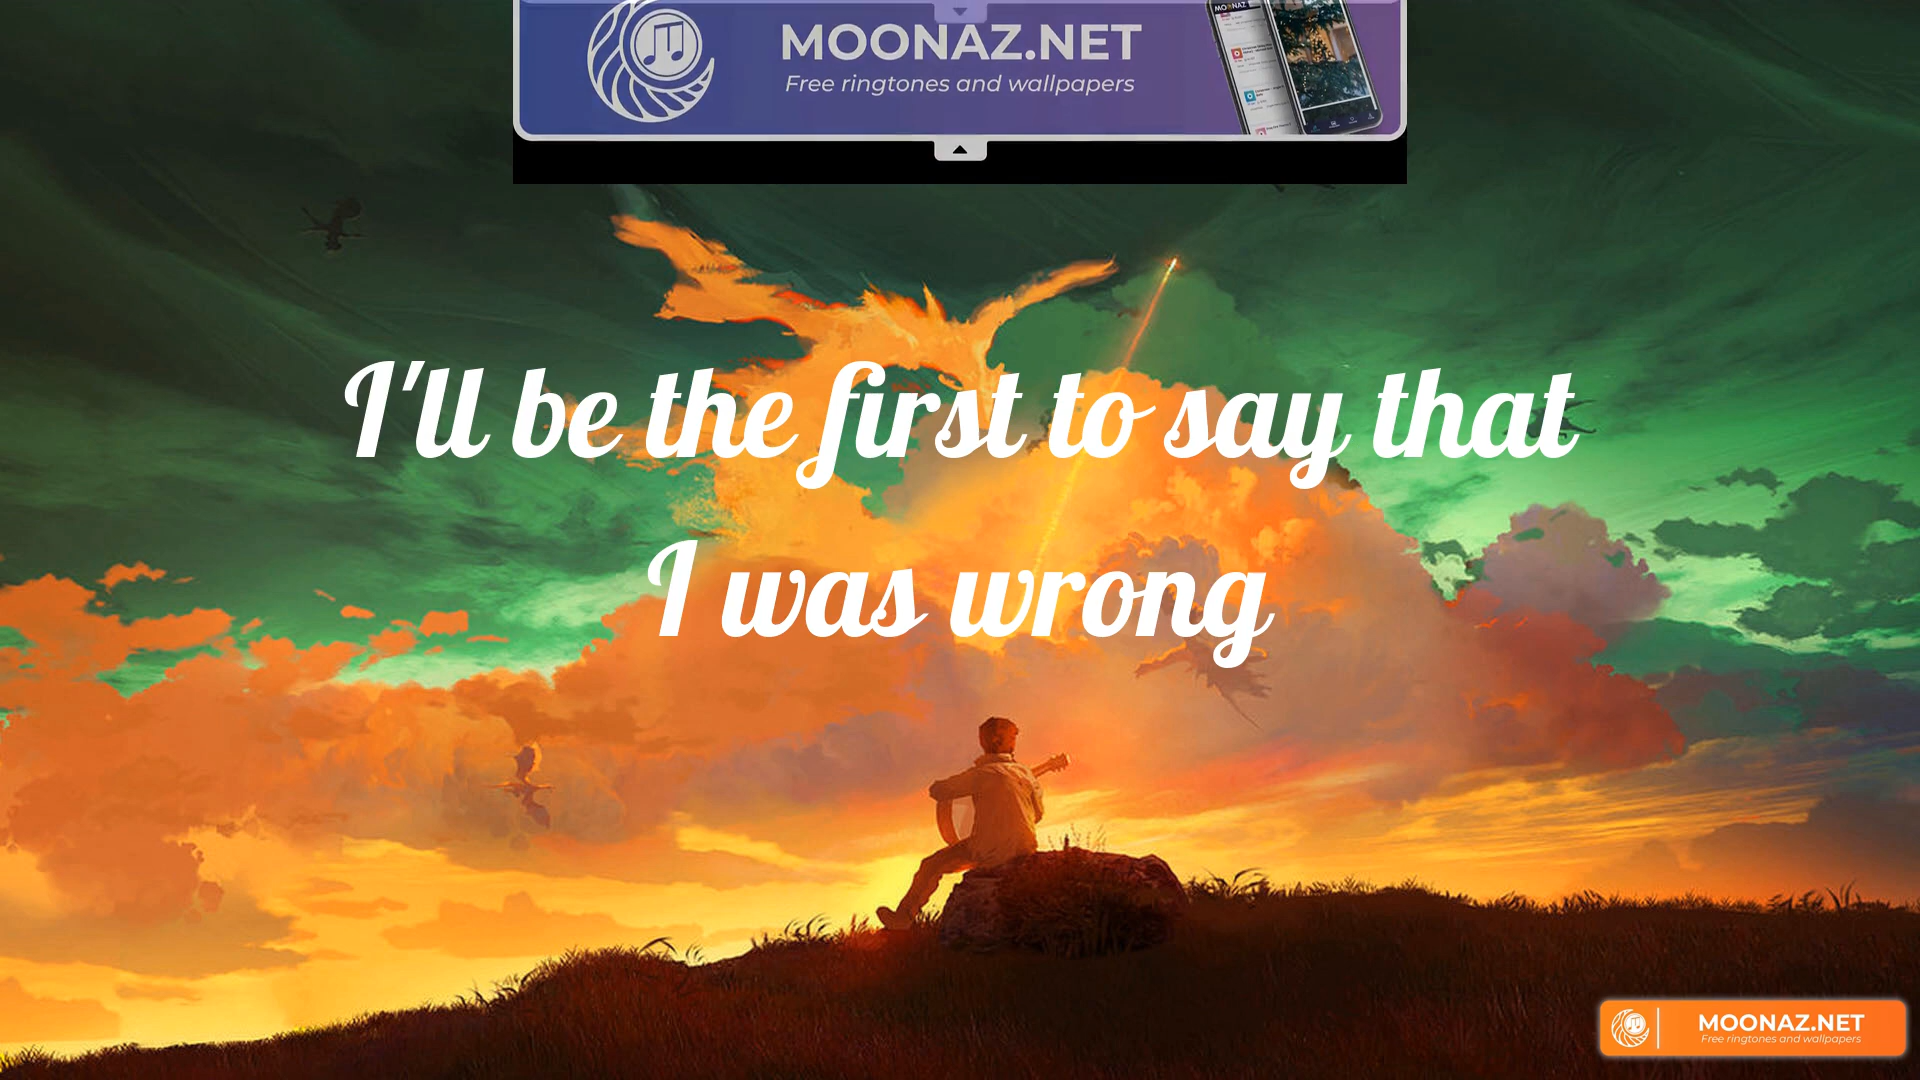 MOONAZ.NET
Free ringtones and wallpapers
I'll be the first to say that
I was wrong
MOONAZ.NET
Free ringtones and wallpapers